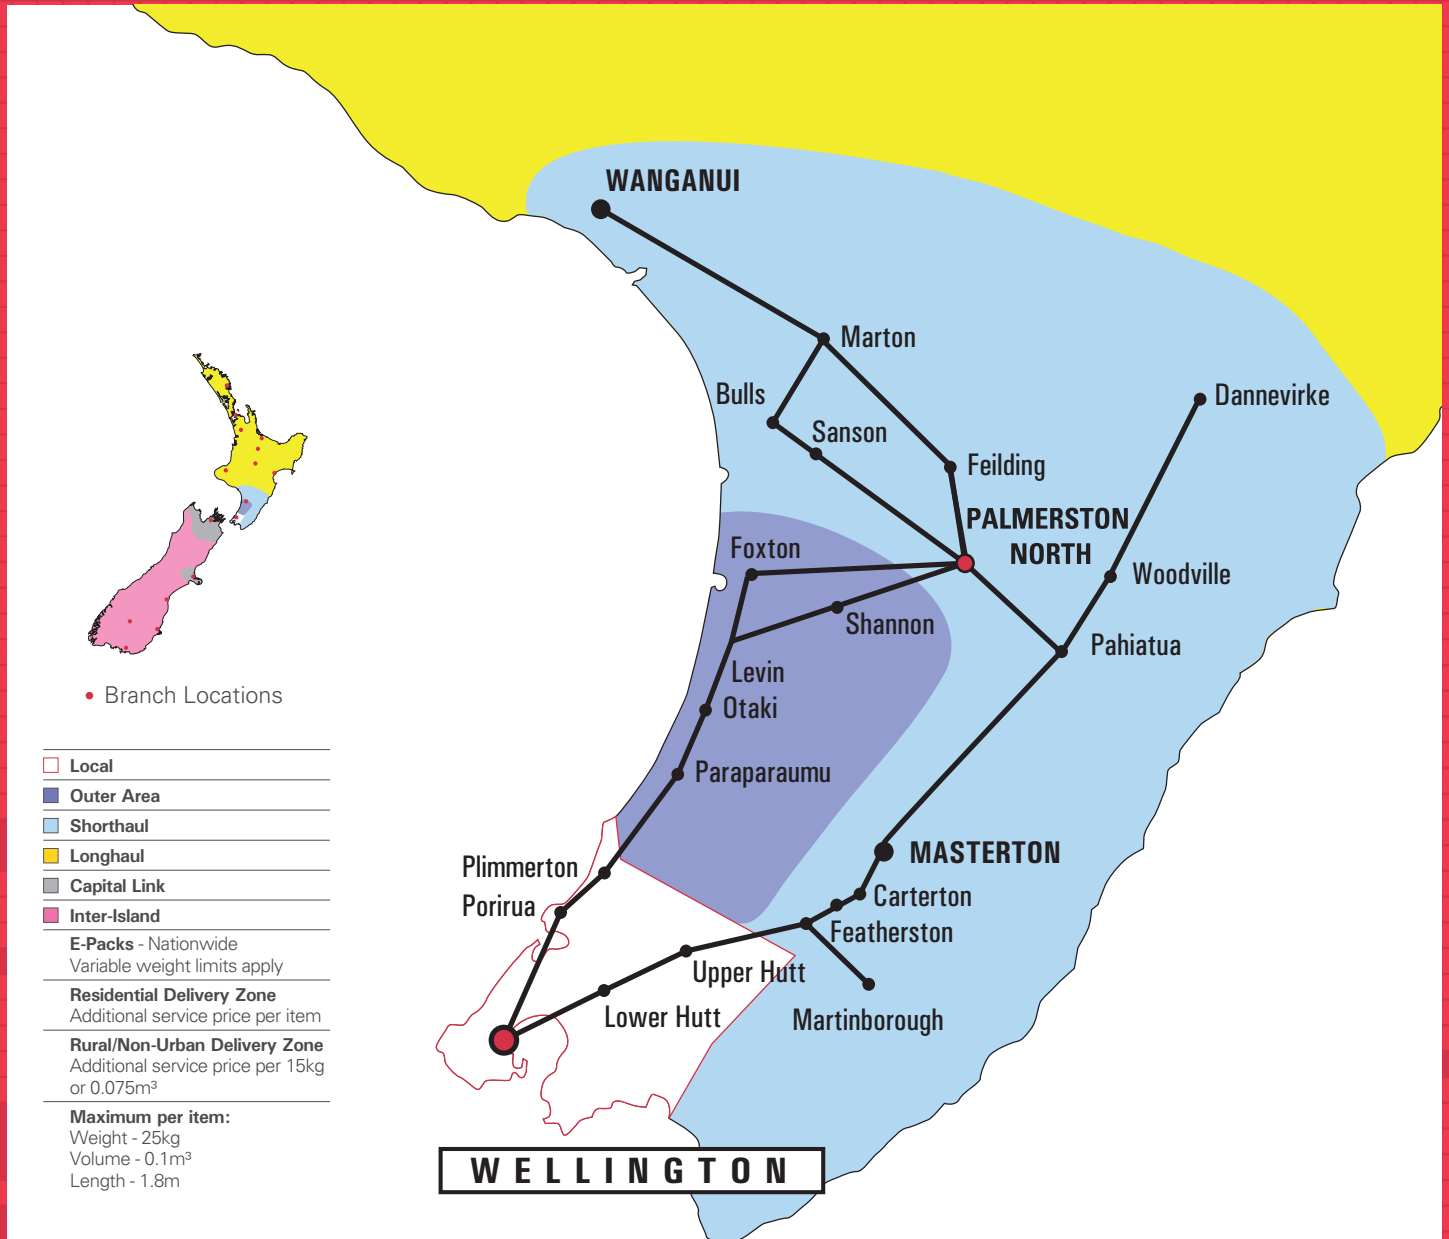 WANGANUI
Marton
Bulls
Dannevirke
Sanson
Feilding
PALMERSTON
NORTH
Foxton
Woodville
Shannon
Pahiatua
Levin
Otaki
Paraparaumu
MASTERTON
Plimmerton
Carterton
Porirua
Featherston
Upper Hutt
Lower Hutt
Martinborough
WELLINGTON
Branch Locations
Local
Outer Area
Shorthaul
Longhaul
Capital Link
Inter-Island
E-Packs - Nationwide
Variable weight limits apply
Residential Delivery Zone
Additional service price per item
Rural/Non-Urban Delivery Zone
Additional service price per 15kg
or 0.075m³
Maximum per item:
Weight - 25kg
Volume - 0.1m³
Length - 1.8m